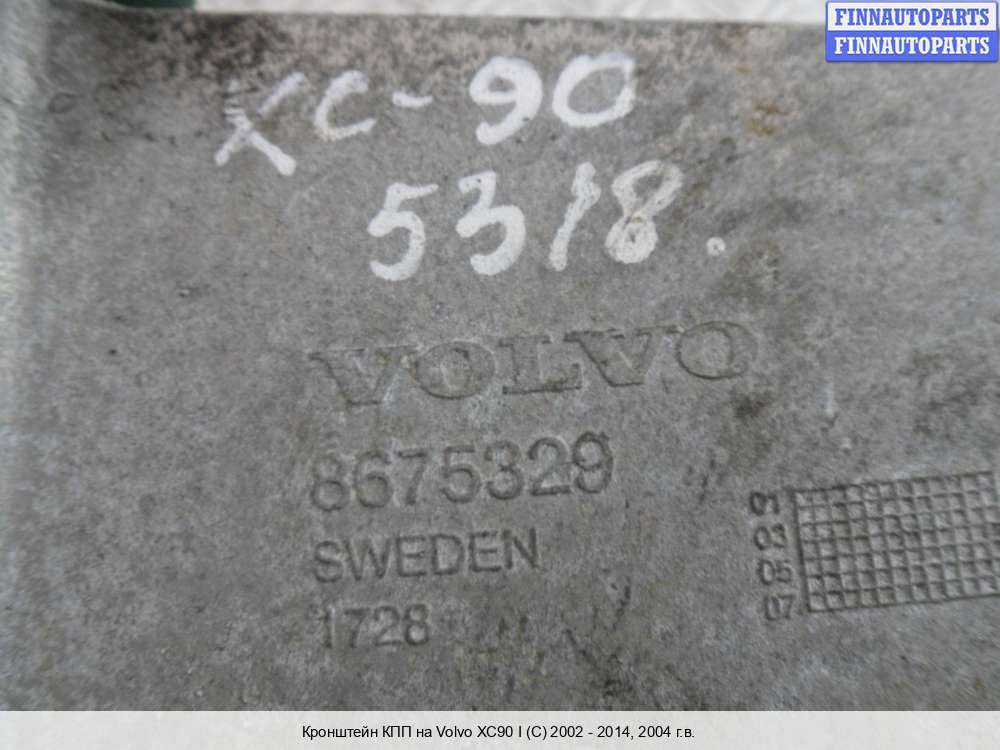 FINNAUTOPARTS
FINNAUTOPARTS
XC-90
5318.
VOLVO
8675329
SWEDEN
1728
91
03
05
07
Кронштейн КПП на Volvo XC90 I (C) 2002 - 2014, 2004 г.в.